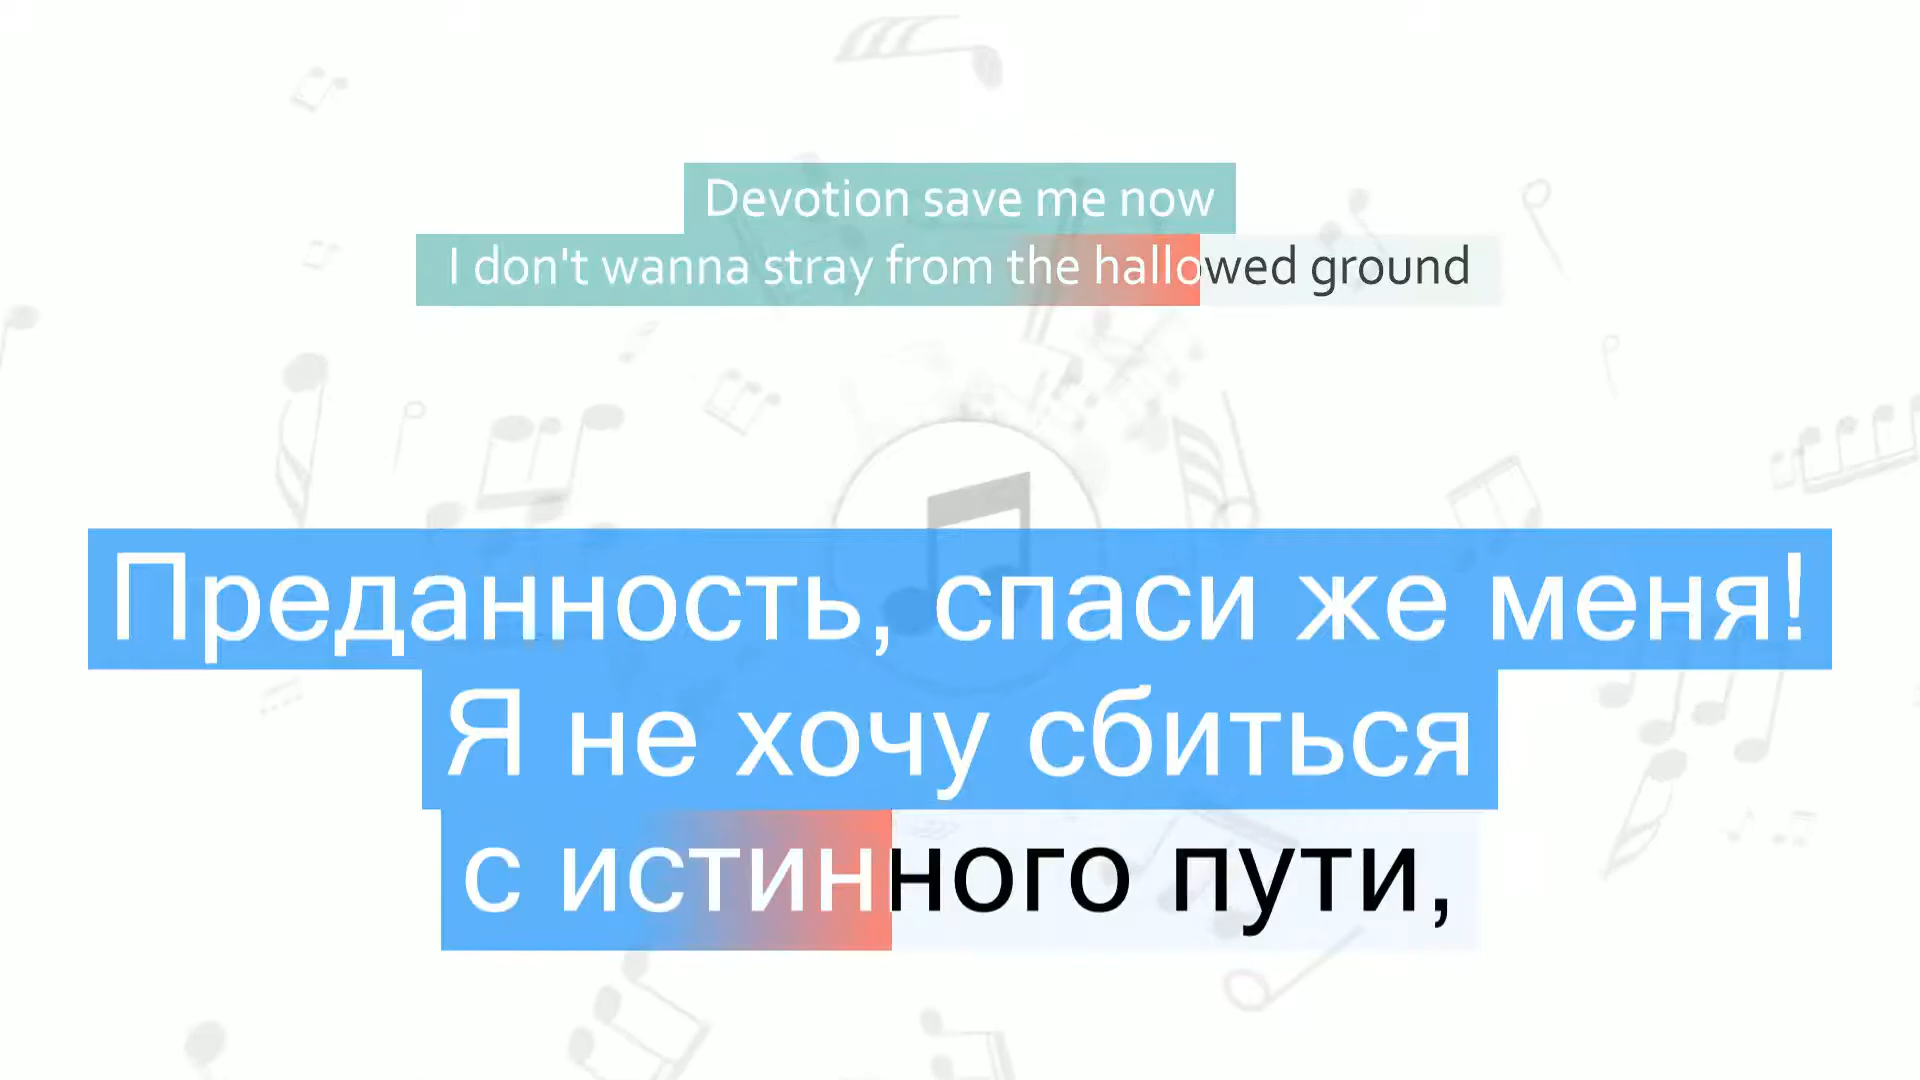 Devotion save me now
I don't wanna stray from the hallowed ground
Преданность, спаси же меня!
Я не хочу сбиться
с истинного пути,